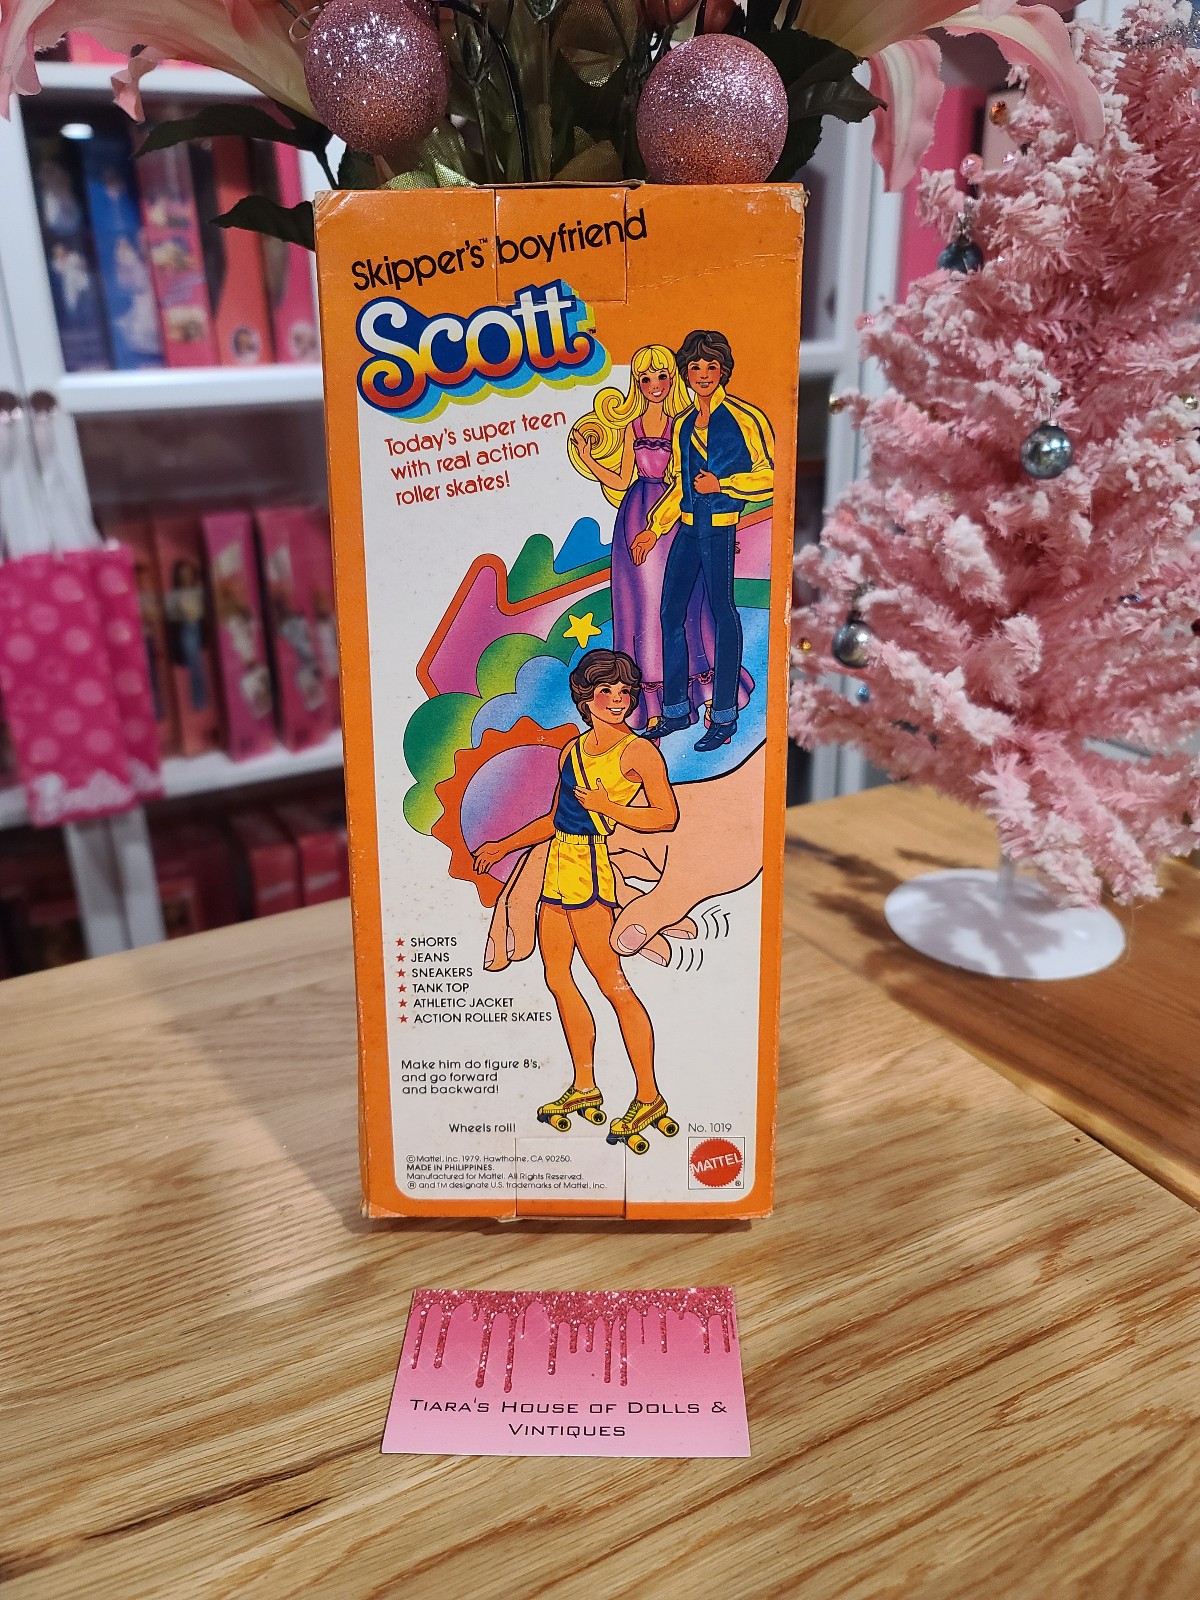 Skipper's™ boyfriend
Scott™
Today's super teen
with real action
roller skates!
★ SHORTS
★ JEANS
★ SNEAKERS
★ TANK TOP
★ ATHLETIC JACKET
★ ACTION ROLLER SKATES
Make him do figure 8's,
and go forward
and backward!
Wheels roll!
No. 1019
© Mattel, Inc. 1979. Hawthorne, CA 90250.
MADE IN PHILIPPINES.
Manufactured for Mattel. All Rights Reserved.
® and TM designate U.S. trademarks of Mattel, Inc.
MATTEL®
Barbie
TIARA'S HOUSE OF DOLLS &
VINTIQUES